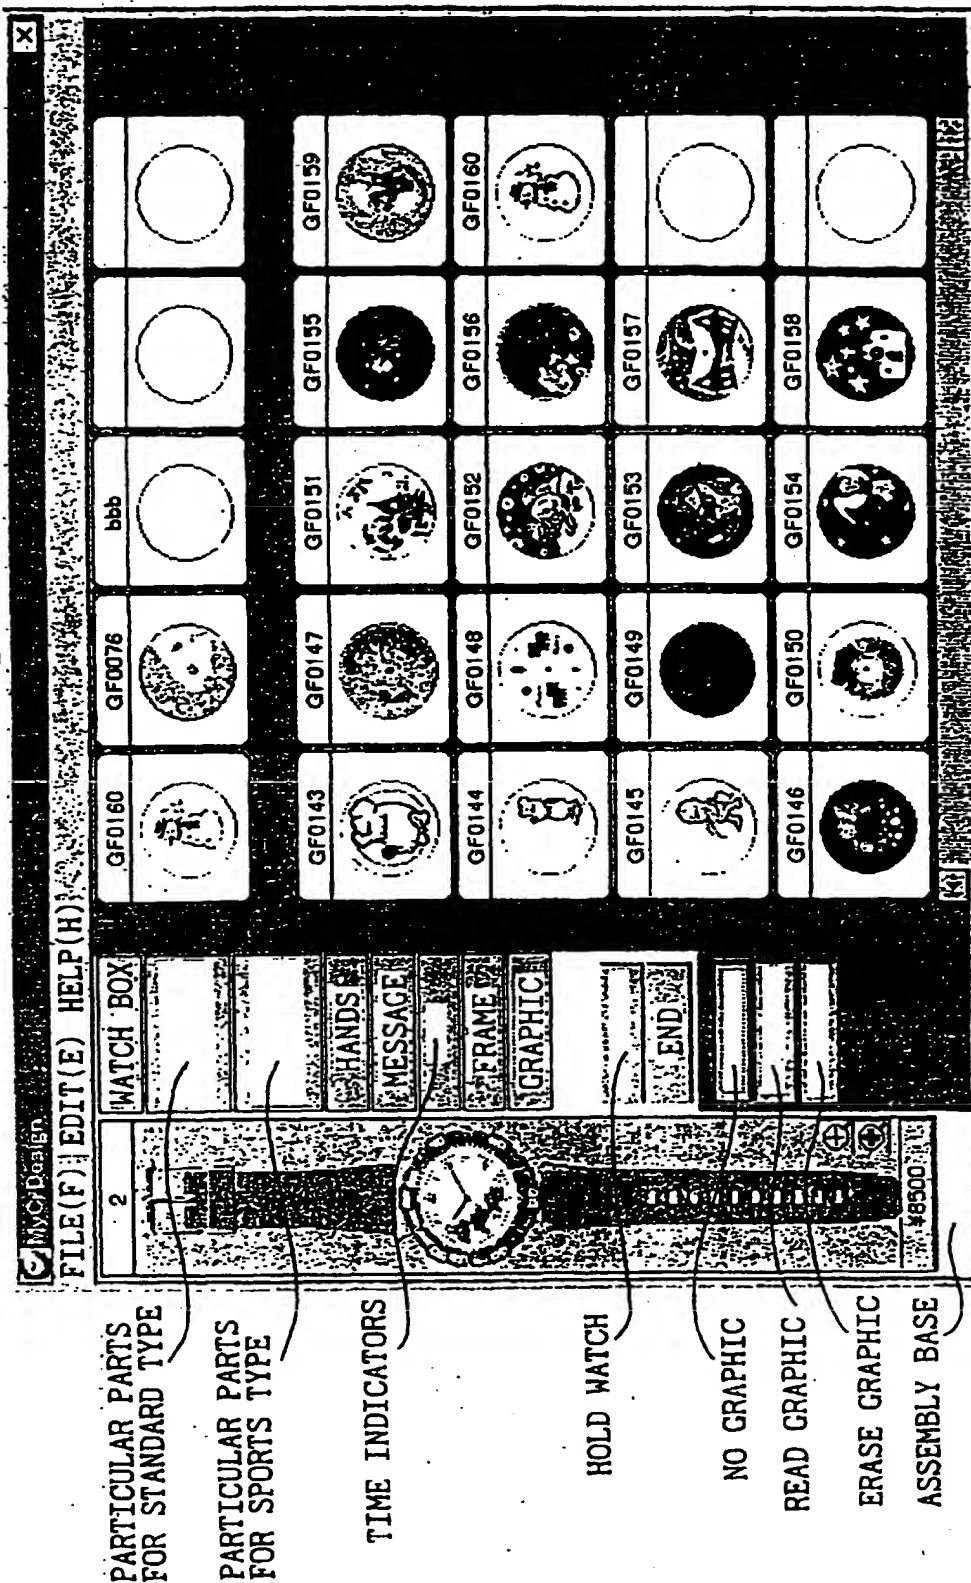 MyC/Design
FILE(F) EDIT(E) HELP(H)
2
¥8500
WATCH BOX
HANDS
MESSAGE
FRAME
GRAPHIC
END
GF0160
GF0076
bbb
GF0143
GF0147
GF0151
GF0155
GF0159
GF0144
GF0148
GF0152
GF0156
GF0160
GF0145
GF0149
GF0153
GF0157
GF0146
GF0150
GF0154
GF0158
PARTICULAR PARTS
FOR STANDARD TYPE
PARTICULAR PARTS
FOR SPORTS TYPE
TIME INDICATORS
HOLD WATCH
NO GRAPHIC
READ GRAPHIC
ERASE GRAPHIC
ASSEMBLY BASE